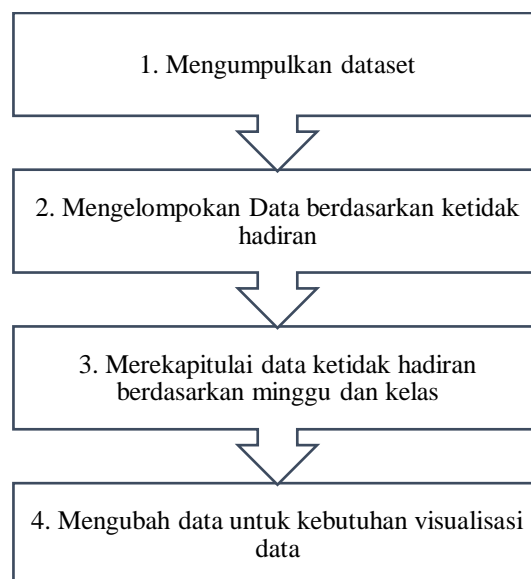 1. Mengumpulkan dataset
2. Mengelompokan Data berdasarkan ketidak
hadiran
3. Merekapitulai data ketidak hadiran
berdasarkan minggu dan kelas
4. Mengubah data untuk kebutuhan visualisasi
data